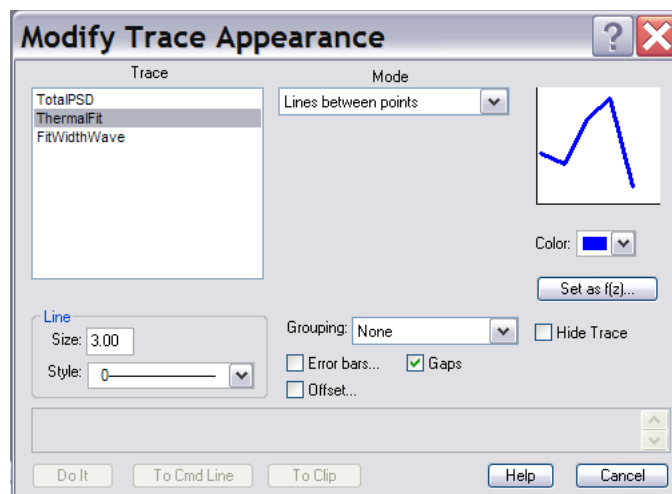 Modify Trace Appearance
Trace
TotalPSD
ThermalFit
FitWidthWave
Mode
Lines between points
Color:
Set as f(z)...
Line
Size: 3.00
Style: 0
Grouping: None
Hide Trace
Error bars...
Gaps
Offset...
Do It
To Cmd Line
To Clip
Help
Cancel